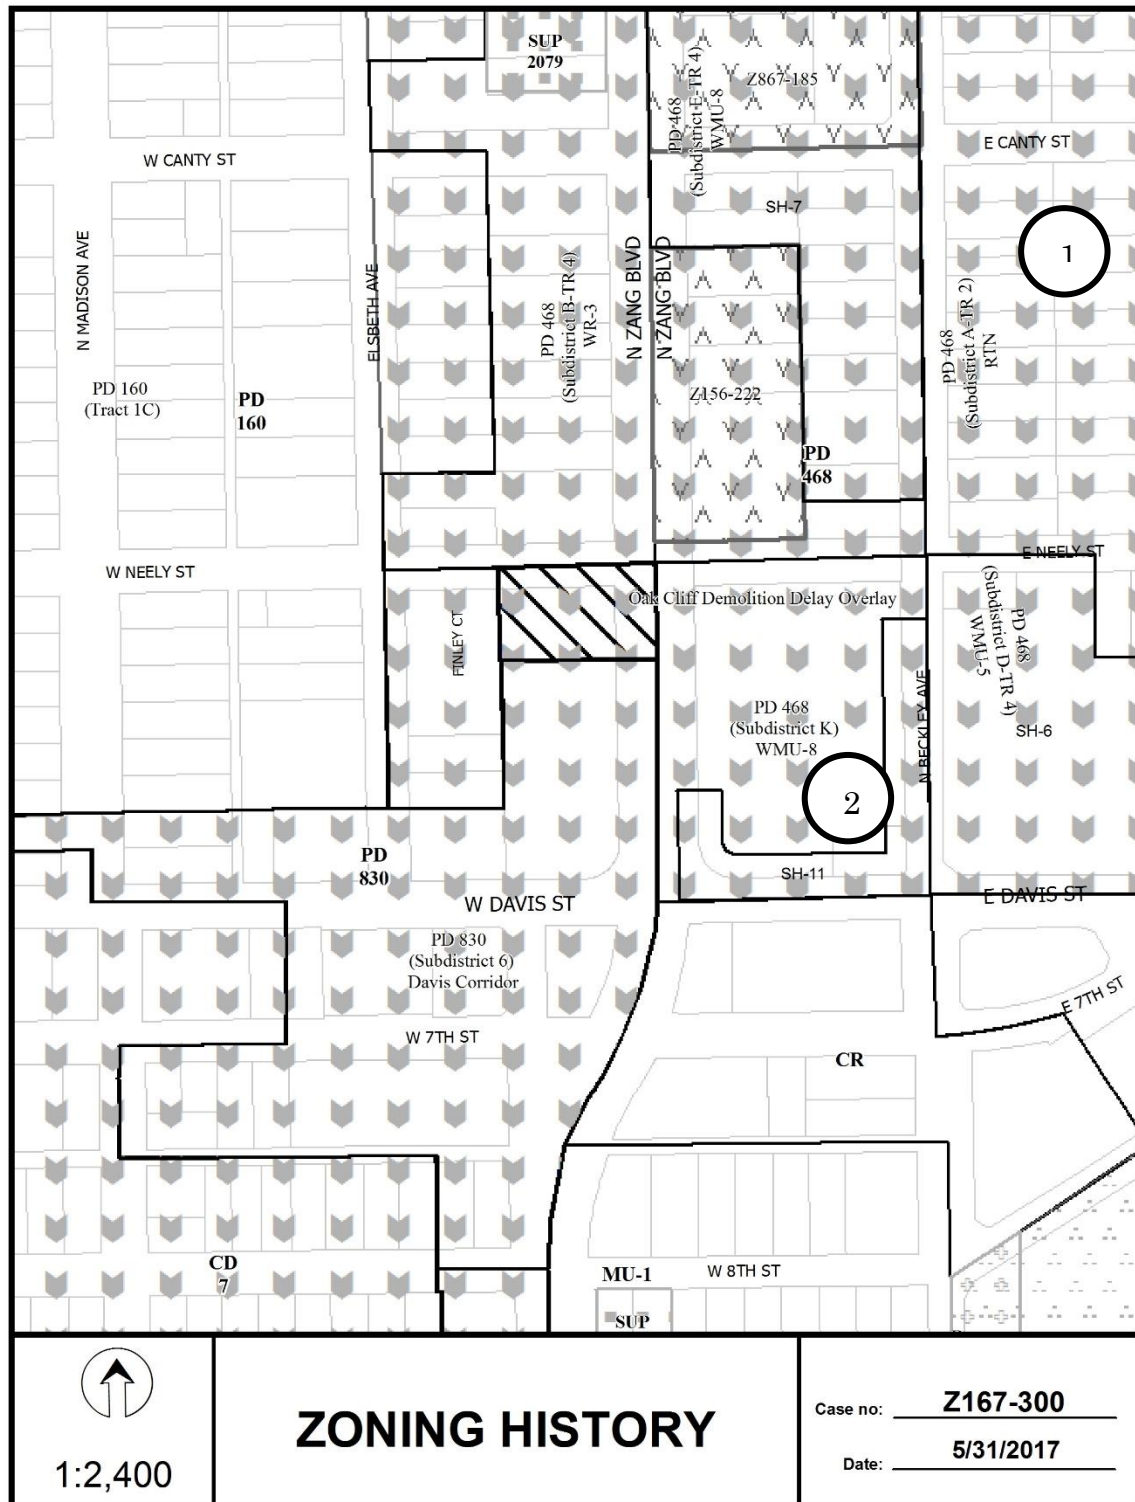 SUP
2079
Z867-185
PD 468
(Subdistrict E-TR 4)
WMU-8
E CANTY ST
W CANTY ST
SH-7
1
N MADISON AVE
ELSBETH AVE
PD 468
(Subdistrict B-TR 4)
WR-3
N ZANG BLVD
N ZANG BLVD
PD 468
(Subdistrict A-TR 2)
RTN
PD 160
(Tract 1C)
PD
160
Z156-222
PD
468
E NEELY ST
W NEELY ST
Oak Cliff Demolition Delay Overlay
FINLEY CT
PD 468
(Subdistrict D-TR 4)
WMU-5
PD 468
(Subdistrict K)
WMU-8
N BECKLEY AVE
SH-6
2
PD
830
SH-11
W DAVIS ST
E DAVIS ST
PD 830
(Subdistrict 6)
Davis Corridor
E 7TH ST
W 7TH ST
CR
CD
7
MU-1
W 8TH ST
SUP
1:2,400
ZONING HISTORY
Case no: Z167-300
Date: 5/31/2017